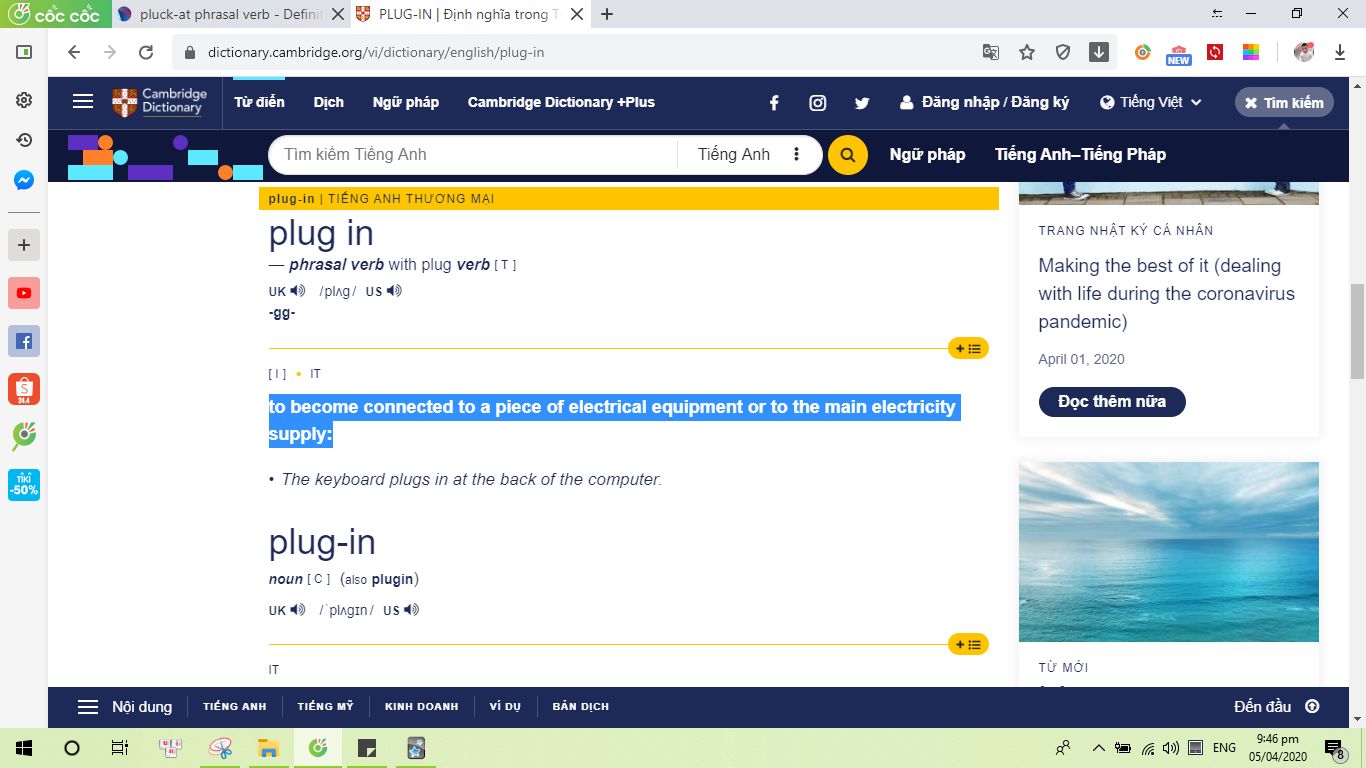 cốc cốc
pluck-at phrasal verb - Definit
PLUG-IN | Định nghĩa trong T
dictionary.cambridge.org/vi/dictionary/english/plug-in
NEW
Cambridge
Dictionary
Từ điển
Dịch
Ngữ pháp
Cambridge Dictionary +Plus
Đăng nhập / Đăng ký
Tiếng Việt
Tìm kiếm
Tìm kiếm Tiếng Anh
Tiếng Anh
Ngữ pháp
Tiếng Anh–Tiếng Pháp
plug-in | TIẾNG ANH THƯƠNG MẠI
plug in
— phrasal verb with plug verb [ T ]
UK /plʌɡ/ US
-gg-
[ I ] • IT
to become connected to a piece of electrical equipment or to the main electricity
supply:
• The keyboard plugs in at the back of the computer.
plug-in
noun [ C ] (also plugin)
UK /ˈplʌɡɪn/ US
IT
TRANG NHẬT KÝ CÁ NHÂN
Making the best of it (dealing
with life during the coronavirus
pandemic)
April 01, 2020
Đọc thêm nữa
TỪ MỚI
24.4
TIKI
-50%
Nội dung
TIẾNG ANH
TIẾNG MỸ
KINH DOANH
VÍ DỤ
BẢN DỊCH
Đến đầu
ENG
9:46 pm
05/04/2020
8